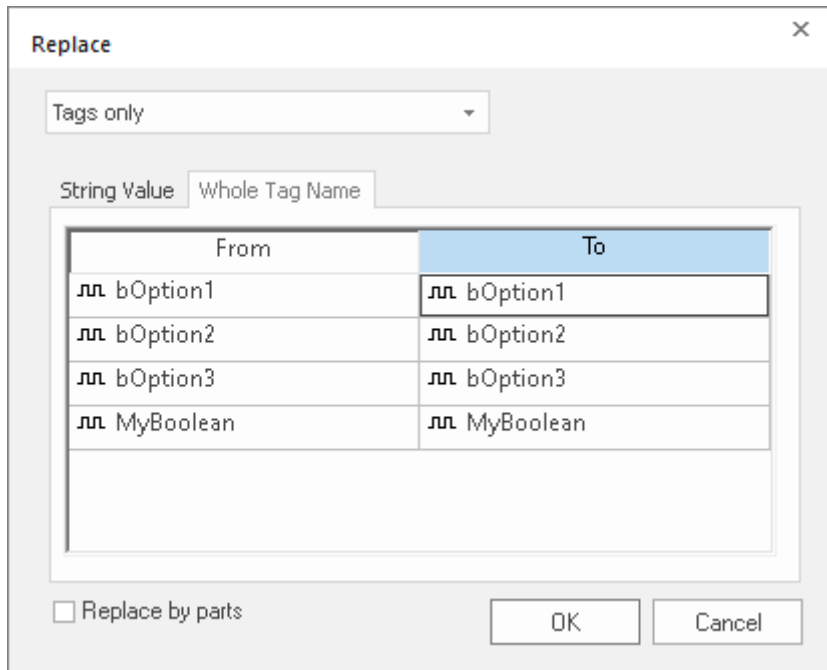 Replace
Tags only
String Value Whole Tag Name
From To
bOption1 bOption1
bOption2 bOption2
bOption3 bOption3
MyBoolean MyBoolean
Replace by parts OK Cancel